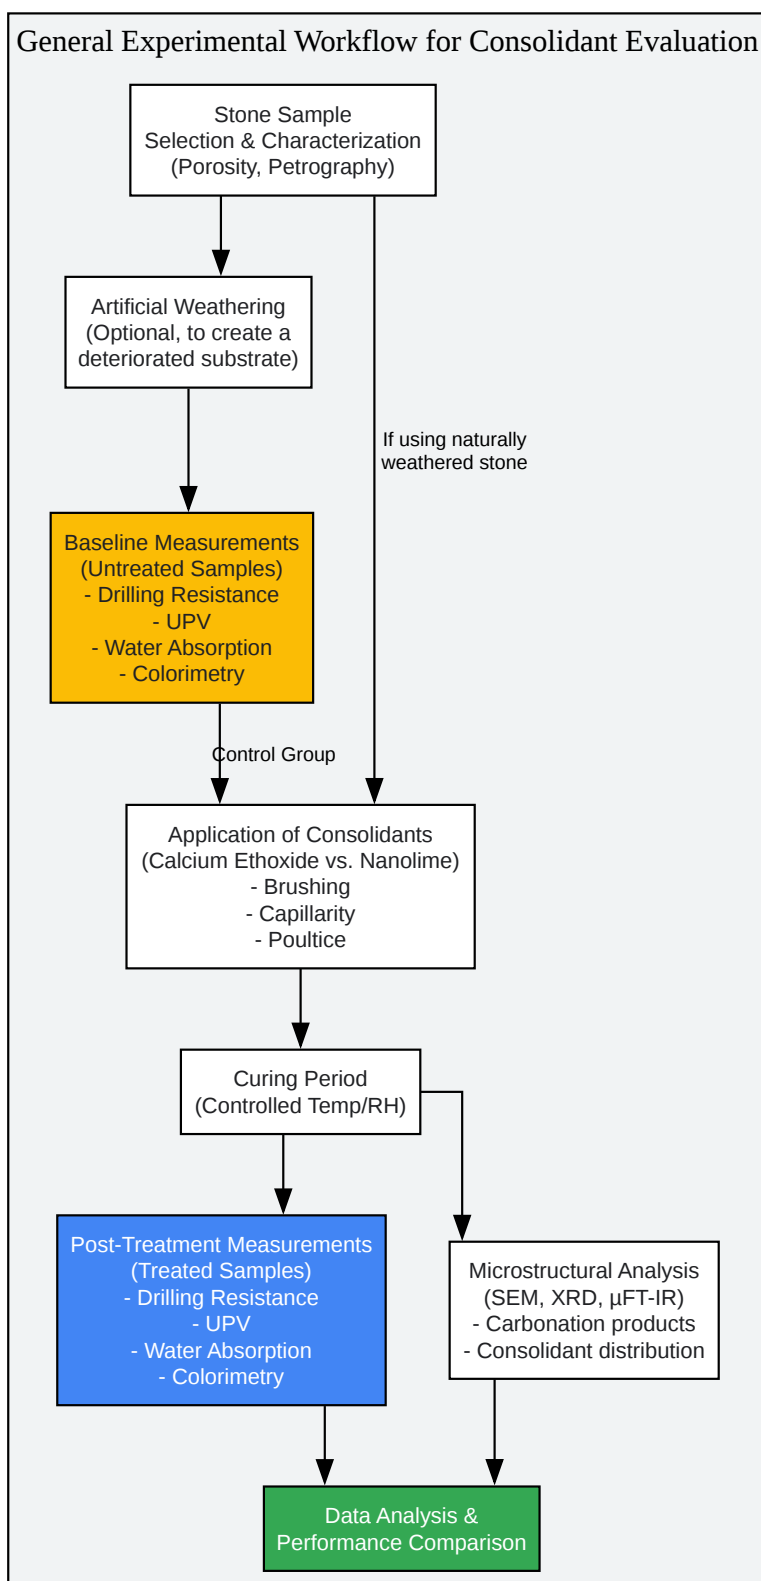 General Experimental Workflow for Consolidant Evaluation
Stone Sample
Selection & Characterization
(Porosity, Petrography)
Artificial Weathering
(Optional, to create a
deteriorated substrate)
If using naturally
weathered stone
Baseline Measurements
(Untreated Samples)
- Drilling Resistance
- UPV
- Water Absorption
- Colorimetry
Control Group
Application of Consolidants
(Calcium Ethoxide vs. Nanolime)
- Brushing
- Capillarity
- Poultice
Curing Period
(Controlled Temp/RH)
Post-Treatment Measurements
(Treated Samples)
- Drilling Resistance
- UPV
- Water Absorption
- Colorimetry
Microstructural Analysis
(SEM, XRD, µFT-IR)
- Carbonation products
- Consolidant distribution
Data Analysis &
Performance Comparison